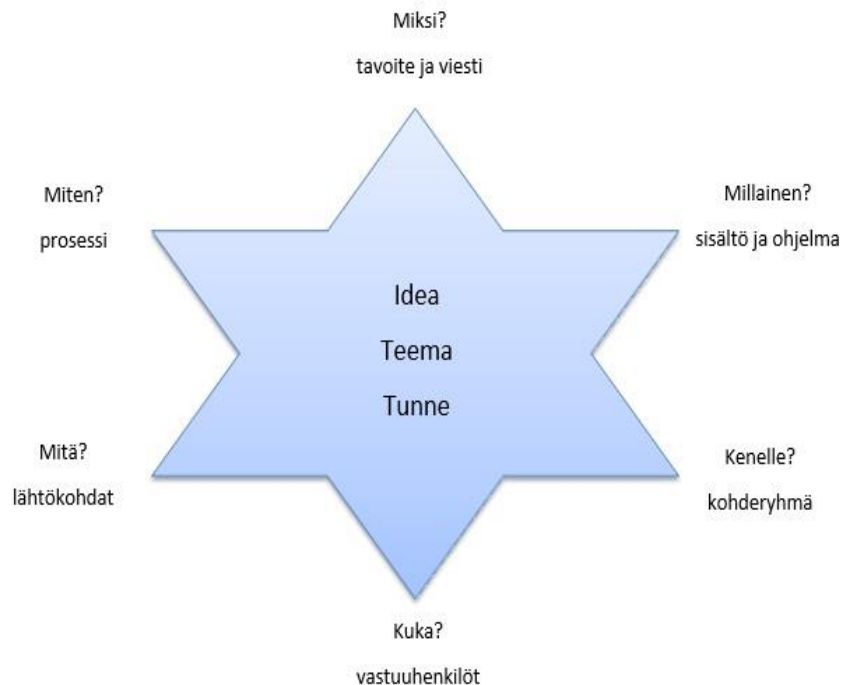 Miksi?
tavoite ja viesti
Miten?
prosessi
Millainen?
sisältö ja ohjelma
Idea
Teema
Tunne
Mitä?
lähtökohdat
Kenelle?
kohderyhmä
Kuka?
vastuuhenkilöt